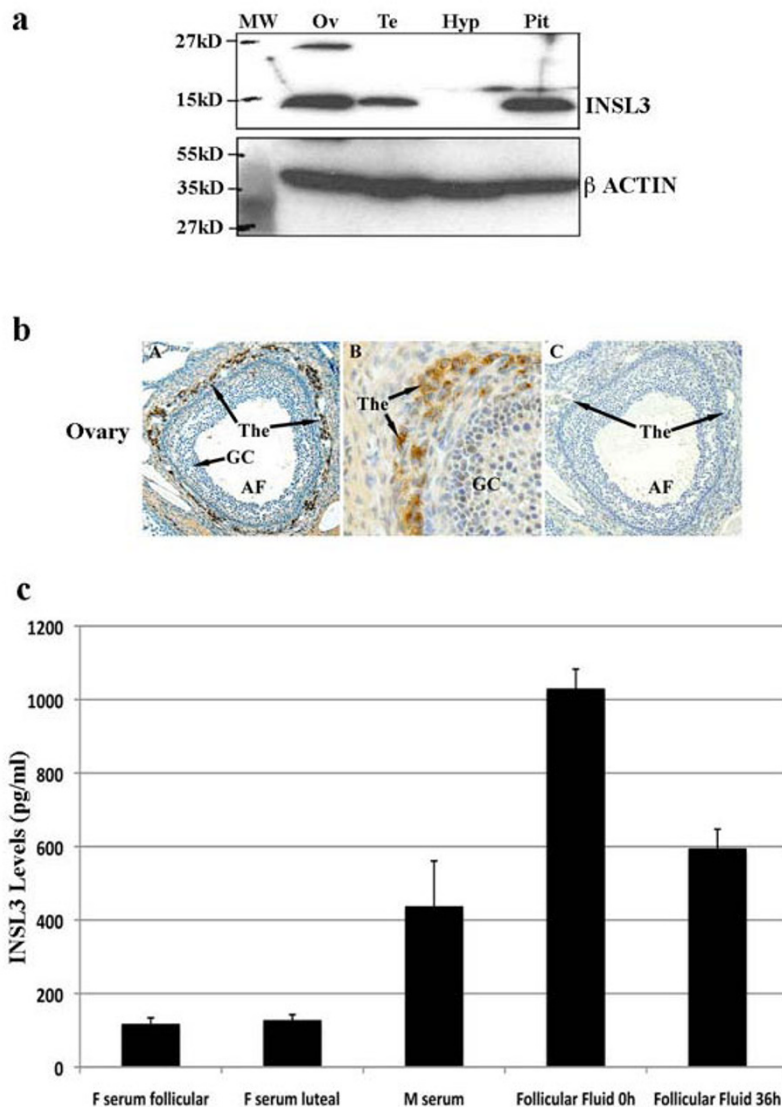 a
MW Ov Te Hyp Pit
27kD
15kD
INSL3
55kD
35kD
β ACTIN
27kD
b
A B C
Ovary
The The The
GC GC
AF AF
c
1200
1000
800
600
400
200
0
INSL3 Levels (pg/ml)
F serum follicular F serum luteal M serum Follicular Fluid 0h Follicular Fluid 36h